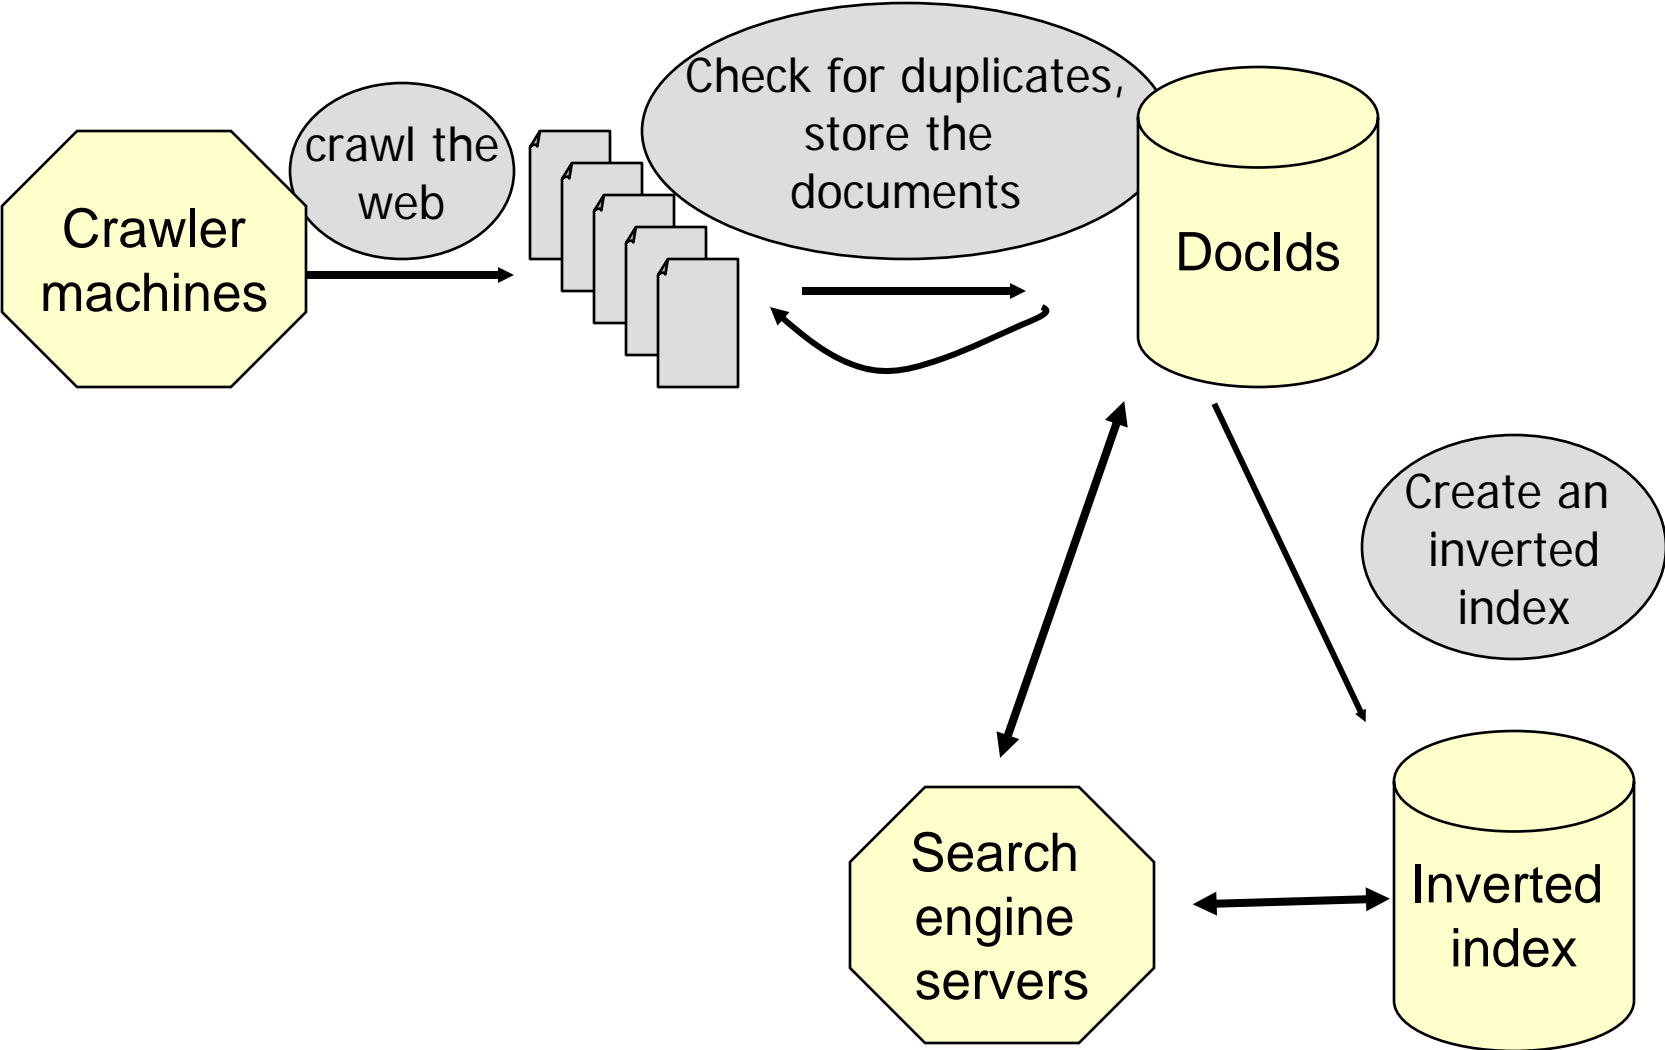 Crawler
machines
crawl the
web
Check for duplicates,
store the
documents
DocIds
Create an
inverted
index
Search
engine
servers
Inverted
index